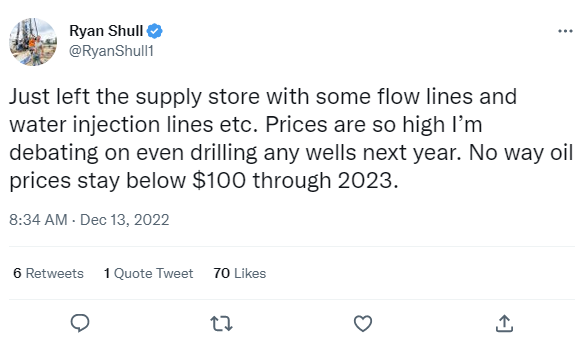 Ryan Shull
@RyanShull1
Just left the supply store with some flow lines and
water injection lines etc. Prices are so high I’m
debating on even drilling any wells next year. No way oil
prices stay below $100 through 2023.
8:34 AM · Dec 13, 2022
6 Retweets 1 Quote Tweet 70 Likes